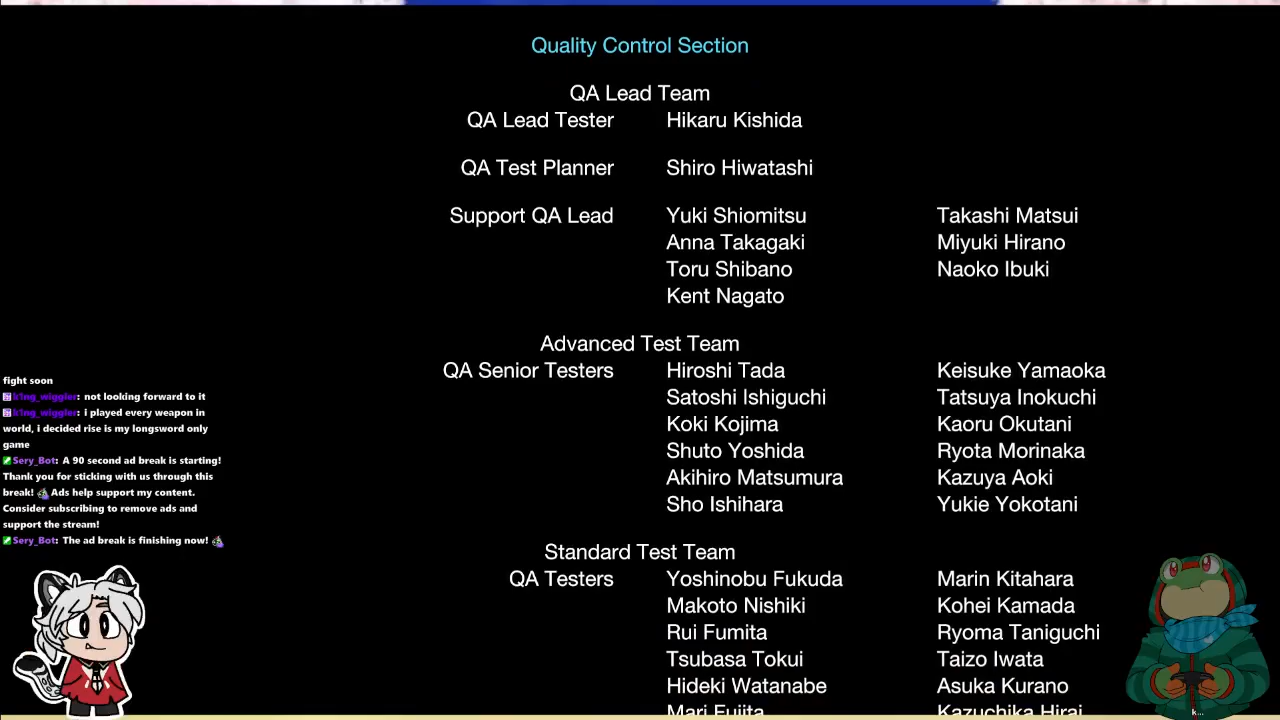 Quality Control Section
QA Lead Team
QA Lead Tester Hikaru Kishida
QA Test Planner Shiro Hiwatashi
Support QA Lead Yuki Shiomitsu Takashi Matsui
Anna Takagaki Miyuki Hirano
Toru Shibano Naoko Ibuki
Kent Nagato
Advanced Test Team
QA Senior Testers Hiroshi Tada Keisuke Yamaoka
Satoshi Ishiguchi Tatsuya Inokuchi
Koki Kojima Kaoru Okutani
Shuto Yoshida Ryota Morinaka
Akihiro Matsumura Kazuya Aoki
Sho Ishihara Yukie Yokotani
Standard Test Team
QA Testers Yoshinobu Fukuda Marin Kitahara
Makoto Nishiki Kohei Kamada
Rui Fumita Ryoma Taniguchi
Tsubasa Tokui Taizo Iwata
Hideki Watanabe Asuka Kurano
Mari Fujita Kazuchika Hirai
fight soon
k1ng_wiggler: not looking forward to it
k1ng_wiggler: i played every weapon in
world, i decided rise is my longsword only
game
Sery_Bot: A 90 second ad break is starting!
Thank you for sticking with us through this
break! Ads help support my content.
Consider subscribing to remove ads and
support the stream!
Sery_Bot: The ad break is finishing now!
k...